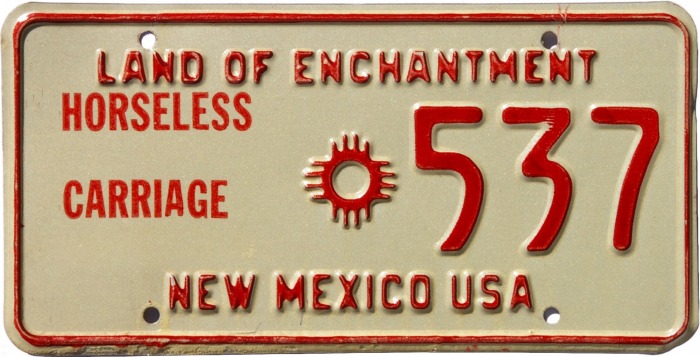 LAND OF ENCHANTMENT
HORSELESS
CARRIAGE
537
NEW MEXICO USA